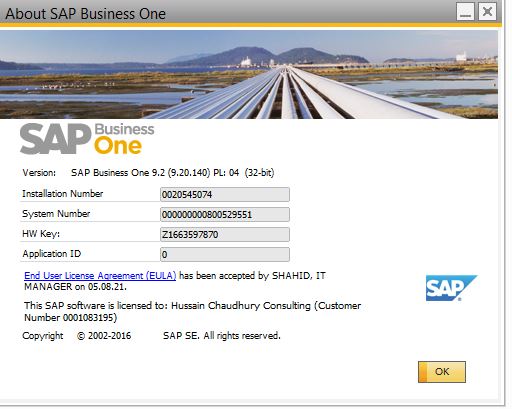 About SAP Business One
SAP Business One
Version: SAP Business One 9.2 (9.20.140) PL: 04 (32-bit)
Installation Number 0020545074
System Number 000000000800529551
HW Key: Z1663597870
Application ID 0
End User License Agreement (EULA) has been accepted by SHAHID, IT
MANAGER on 05.08.21.
SAP
This SAP software is licensed to: Hussain Chaudhury Consulting (Customer
Number 0001083195)
Copyright © 2002-2016 SAP SE. All rights reserved.
OK